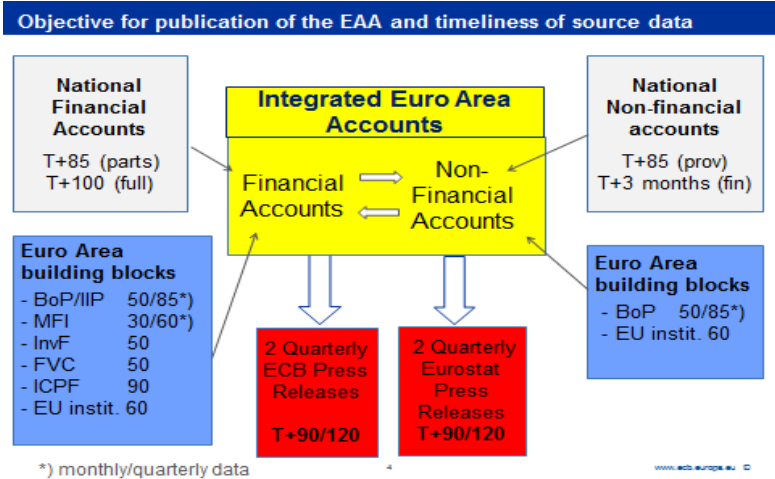 Objective for publication of the EAA and timeliness of source data
National
Financial
Accounts
T+85 (parts)
T+100 (full)
Integrated Euro Area
Accounts
Financial
Accounts
Non-
Financial
Accounts
National
Non-financial
accounts
T+85 (prov)
T+3 months (fin)
Euro Area
building blocks
- BoP/IIP 50/85*)
- MFI 30/60*)
- InvF 50
- FVC 50
- ICPF 90
- EU instit. 60
Euro Area
building blocks
- BoP 50/85*)
- EU instit. 60
2 Quarterly
ECB Press
Releases
T+90/120
2 Quarterly
Eurostat
Press
Releases
T+90/120
*) monthly/quarterly data
4
www.ecb.europa.eu ©